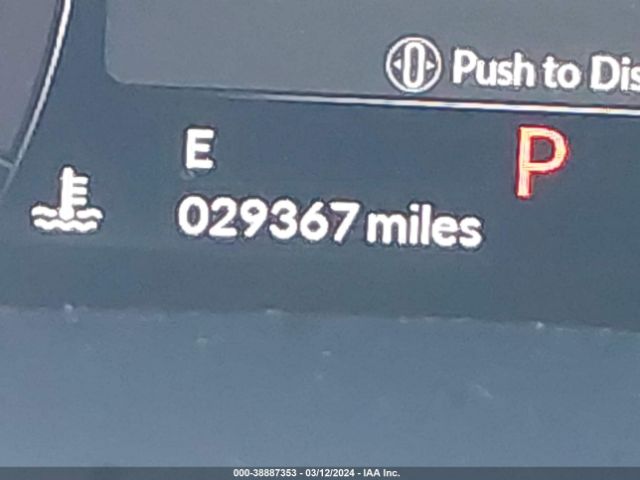 Push to Dis
E
P
029367 miles
000-38887353 - 03/12/2024 - IAA Inc.